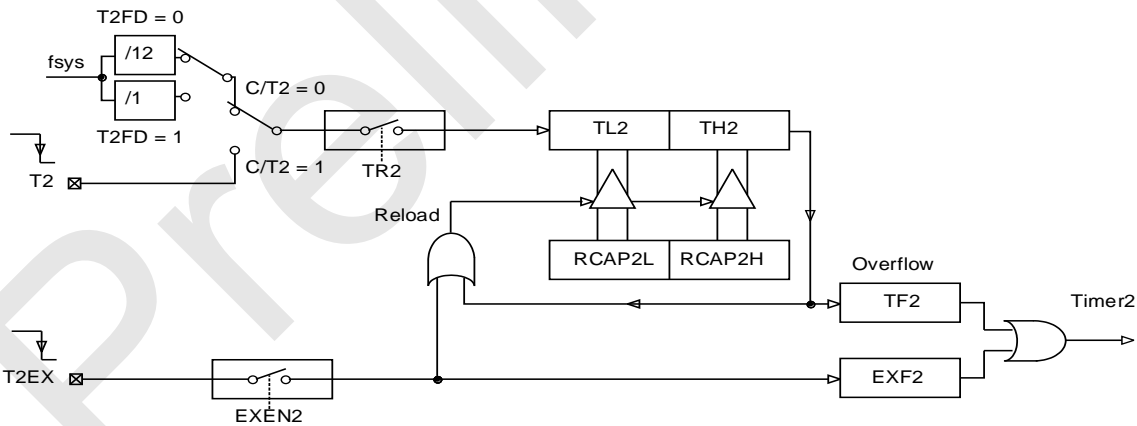 T2FD = 0
/12
fsys
C/T2 = 0
/1
TL2
TH2
T2FD = 1
C/T2 = 1
TR2
T2
Reload
RCAP2L
RCAP2H
Overflow
TF2
Timer2
T2EX
EXF2
EXEN2
Preli